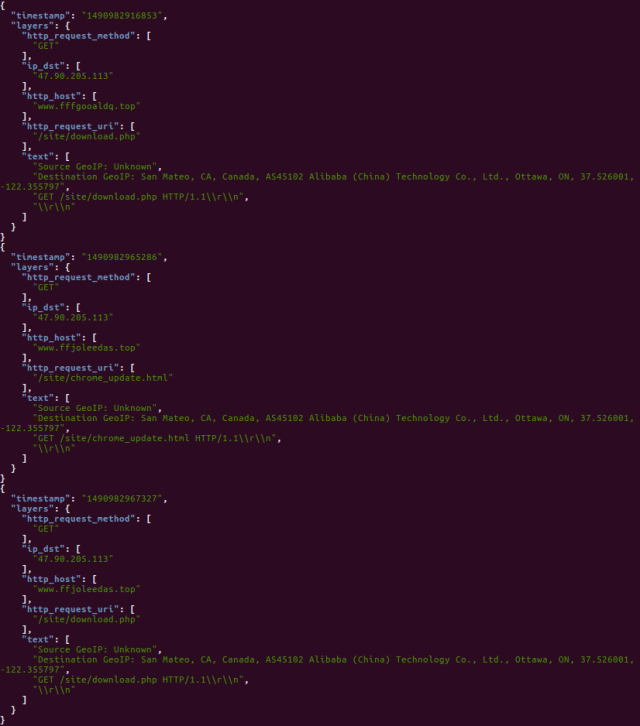 {
"timestamp": "1490982916853",
"layers": {
"http_request_method": [
"GET"
],
"ip_dst": [
"47.90.205.113"
],
"http_host": [
"www.fffgooaldq.top"
],
"http_request_uri": [
"/site/download.php"
],
"text": [
"Source GeoIP: Unknown",
"Destination GeoIP: San Mateo, CA, Canada, AS45102 Alibaba (China) Technology Co., Ltd., Ottawa, ON, 37.526001,
-122.355797",
"GET /site/download.php HTTP/1.1\\r\\n",
"\\r\\n"
]
}
}
{
"timestamp": "1490982965286",
"layers": {
"http_request_method": [
"GET"
],
"ip_dst": [
"47.90.205.113"
],
"http_host": [
"www.ffjoleedas.top"
],
"http_request_uri": [
"/site/chrome_update.html"
],
"text": [
"Source GeoIP: Unknown",
"Destination GeoIP: San Mateo, CA, Canada, AS45102 Alibaba (China) Technology Co., Ltd., Ottawa, ON, 37.526001,
-122.355797",
"GET /site/chrome_update.html HTTP/1.1\\r\\n",
"\\r\\n"
]
}
}
{
"timestamp": "1490982967327",
"layers": {
"http_request_method": [
"GET"
],
"ip_dst": [
"47.90.205.113"
],
"http_host": [
"www.ffjoleedas.top"
],
"http_request_uri": [
"/site/download.php"
],
"text": [
"Source GeoIP: Unknown",
"Destination GeoIP: San Mateo, CA, Canada, AS45102 Alibaba (China) Technology Co., Ltd., Ottawa, ON, 37.526001,
-122.355797",
"GET /site/download.php HTTP/1.1\\r\\n",
"\\r\\n"
]
}
}